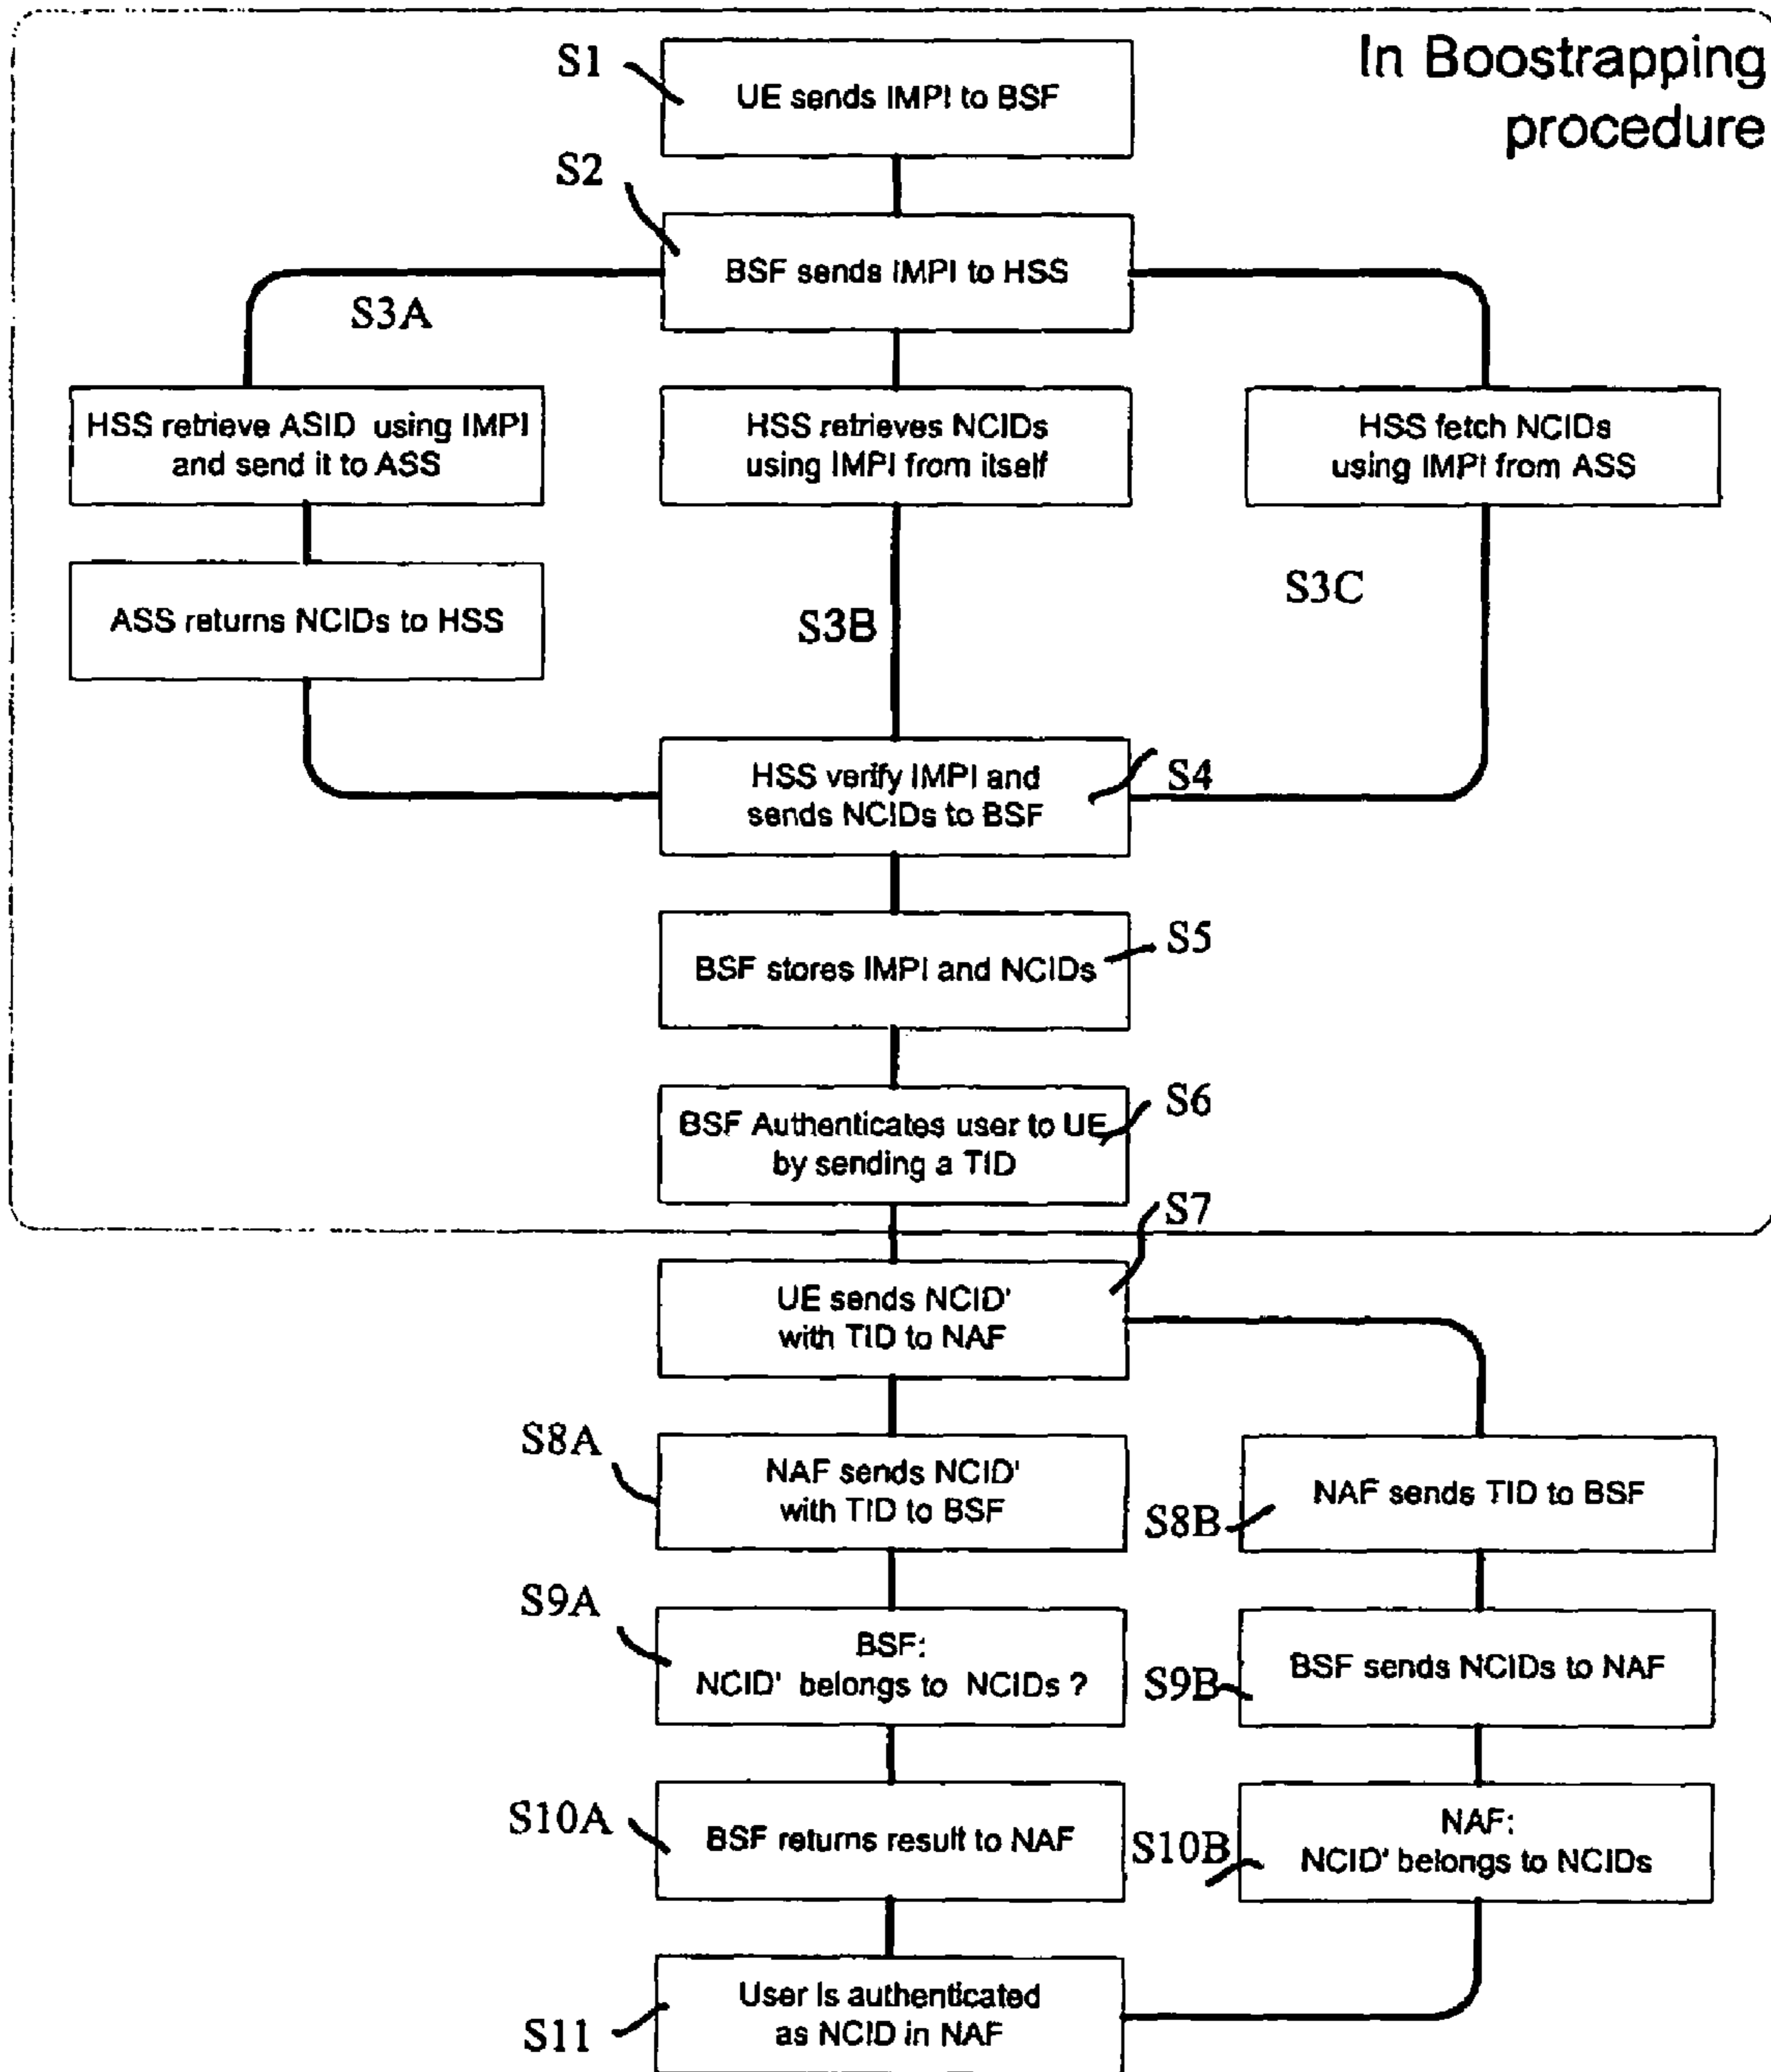 In Boostrapping
procedure
S1
UE sends IMPI to BSF
S2
BSF sends IMPI to HSS
S3A
HSS retrieve ASID using IMPI
and send it to ASS
HSS retrieves NCIDs
using IMPI from itself
HSS fetch NCIDs
using IMPI from ASS
ASS returns NCIDs to HSS
S3B
S3C
HSS verify IMPI and
sends NCIDs to BSF
S4
BSF stores IMPI and NCIDs
S5
BSF Authenticates user to UE
by sending a TID
S6
S7
UE sends NCID'
with TID to NAF
S8A
NAF sends NCID'
with TID to BSF
S8B
NAF sends TID to BSF
S9A
BSF:
NCID' belongs to NCIDs ?
S9B
BSF sends NCIDs to NAF
S10A
BSF returns result to NAF
S10B
NAF:
NCID' belongs to NCIDs
S11
User is authenticated
as NCID in NAF